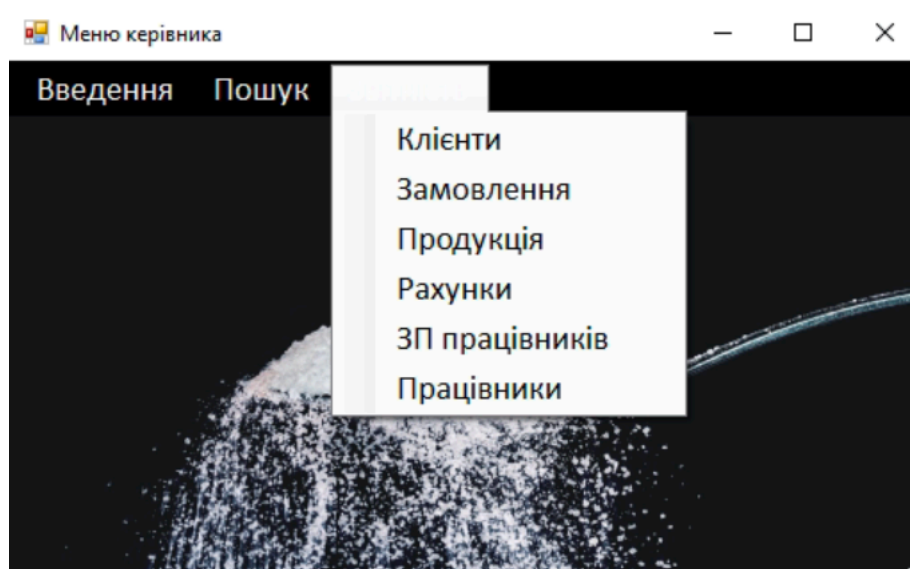 Меню керівника
Введення Пошук
Клієнти
Замовлення
Продукція
Рахунки
ЗП працівників
Працівники